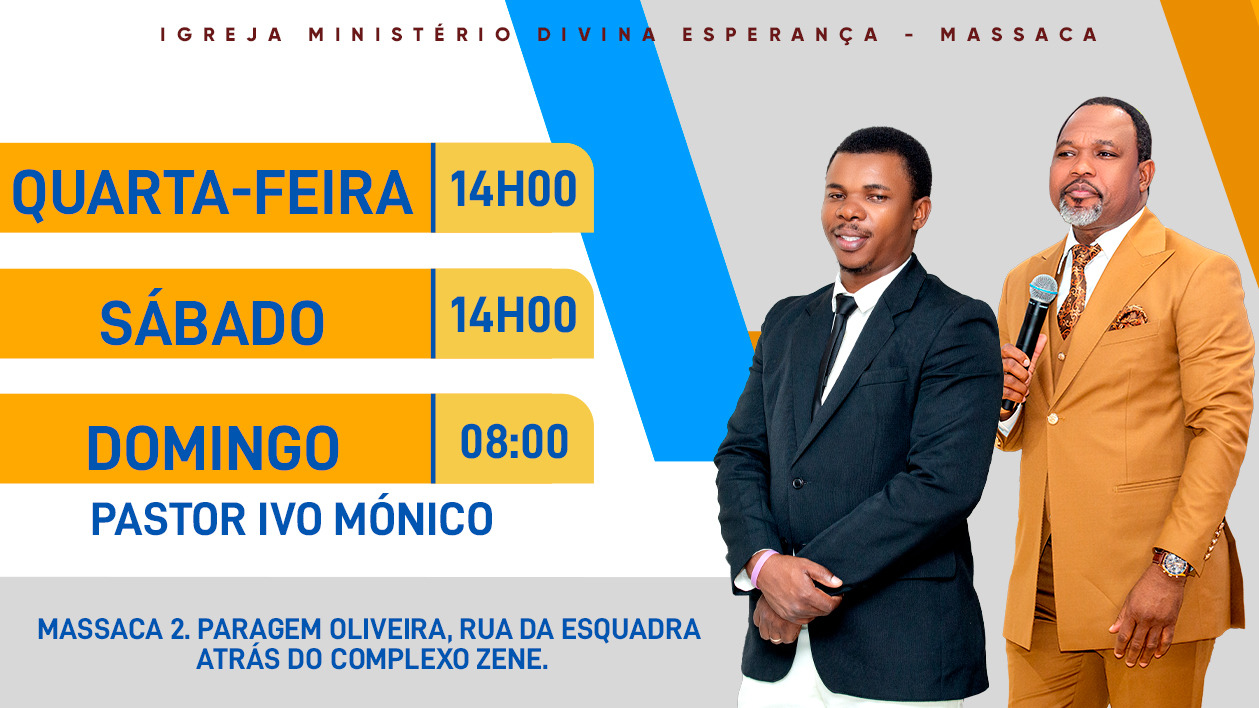 IGREJA MINISTÉRIO DIVINA ESPERANÇA - MASSACA
QUARTA-FEIRA 14H00
SÁBADO 14H00
DOMINGO 08:00
PASTOR IVO MÓNICO
MASSACA 2. PARAGEM OLIVEIRA, RUA DA ESQUADRA
ATRÁS DO COMPLEXO ZENE.